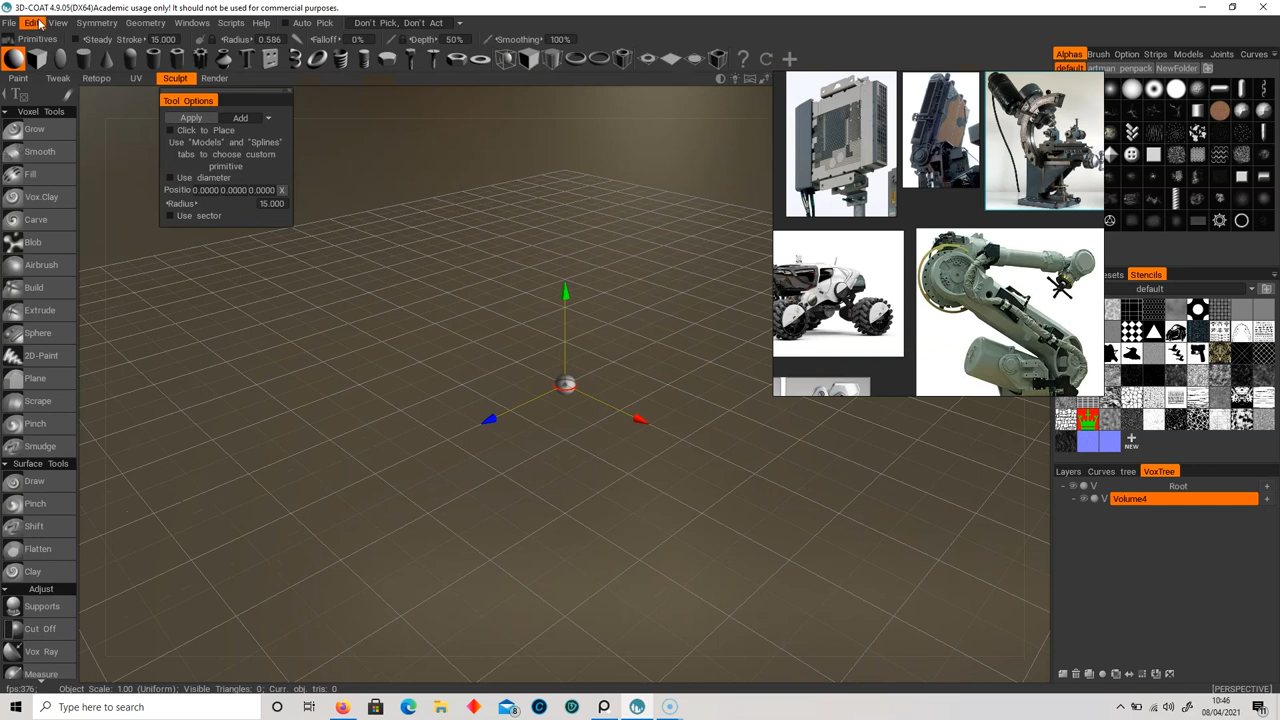 3D-COAT 4.9.05(DX64)Academic usage only! It should not be used for commercial purposes.
File Edit View Symmetry Geometry Windows Scripts Help Auto Pick Don't Pick, Don't Act
Primitives Steady Stroke 15.000 Radius 0.586 Falloff 0% Depth 50% Smoothing 100%
Alphas Brush Option Strips Models Joints Curves
default artman penpack NewFolder
Paint Tweak Retopo UV Sculpt Render
Tool Options
Apply Add
Click to Place
Use "Models" and "Splines"
tabs to choose custom
primitive
Use diameter
Positio 0.0000 0.0000 0.0000 X
Radius 15.000
Use sector
Voxel Tools
Grow
Smooth
Fill
Vox.Clay
Carve
Blob
Airbrush
Build
Extrude
Sphere
2D-Paint
Plane
Scrape
Pinch
Smudge
Surface Tools
Draw
Pinch
Shift
Flatten
Clay
Adjust
Supports
Cut Off
Vox Ray
Measure
esets Stencils
default
NEW
Layers Curves tree VoxTree
V Root +
V Volume4 +
fps:376; Object Scale: 1.00 (Uniform); Visible Triangles: 0; Curr. obj. tris: 0
[PERSPECTIVE]
Type here to search
8
10:46
08/04/2021
11